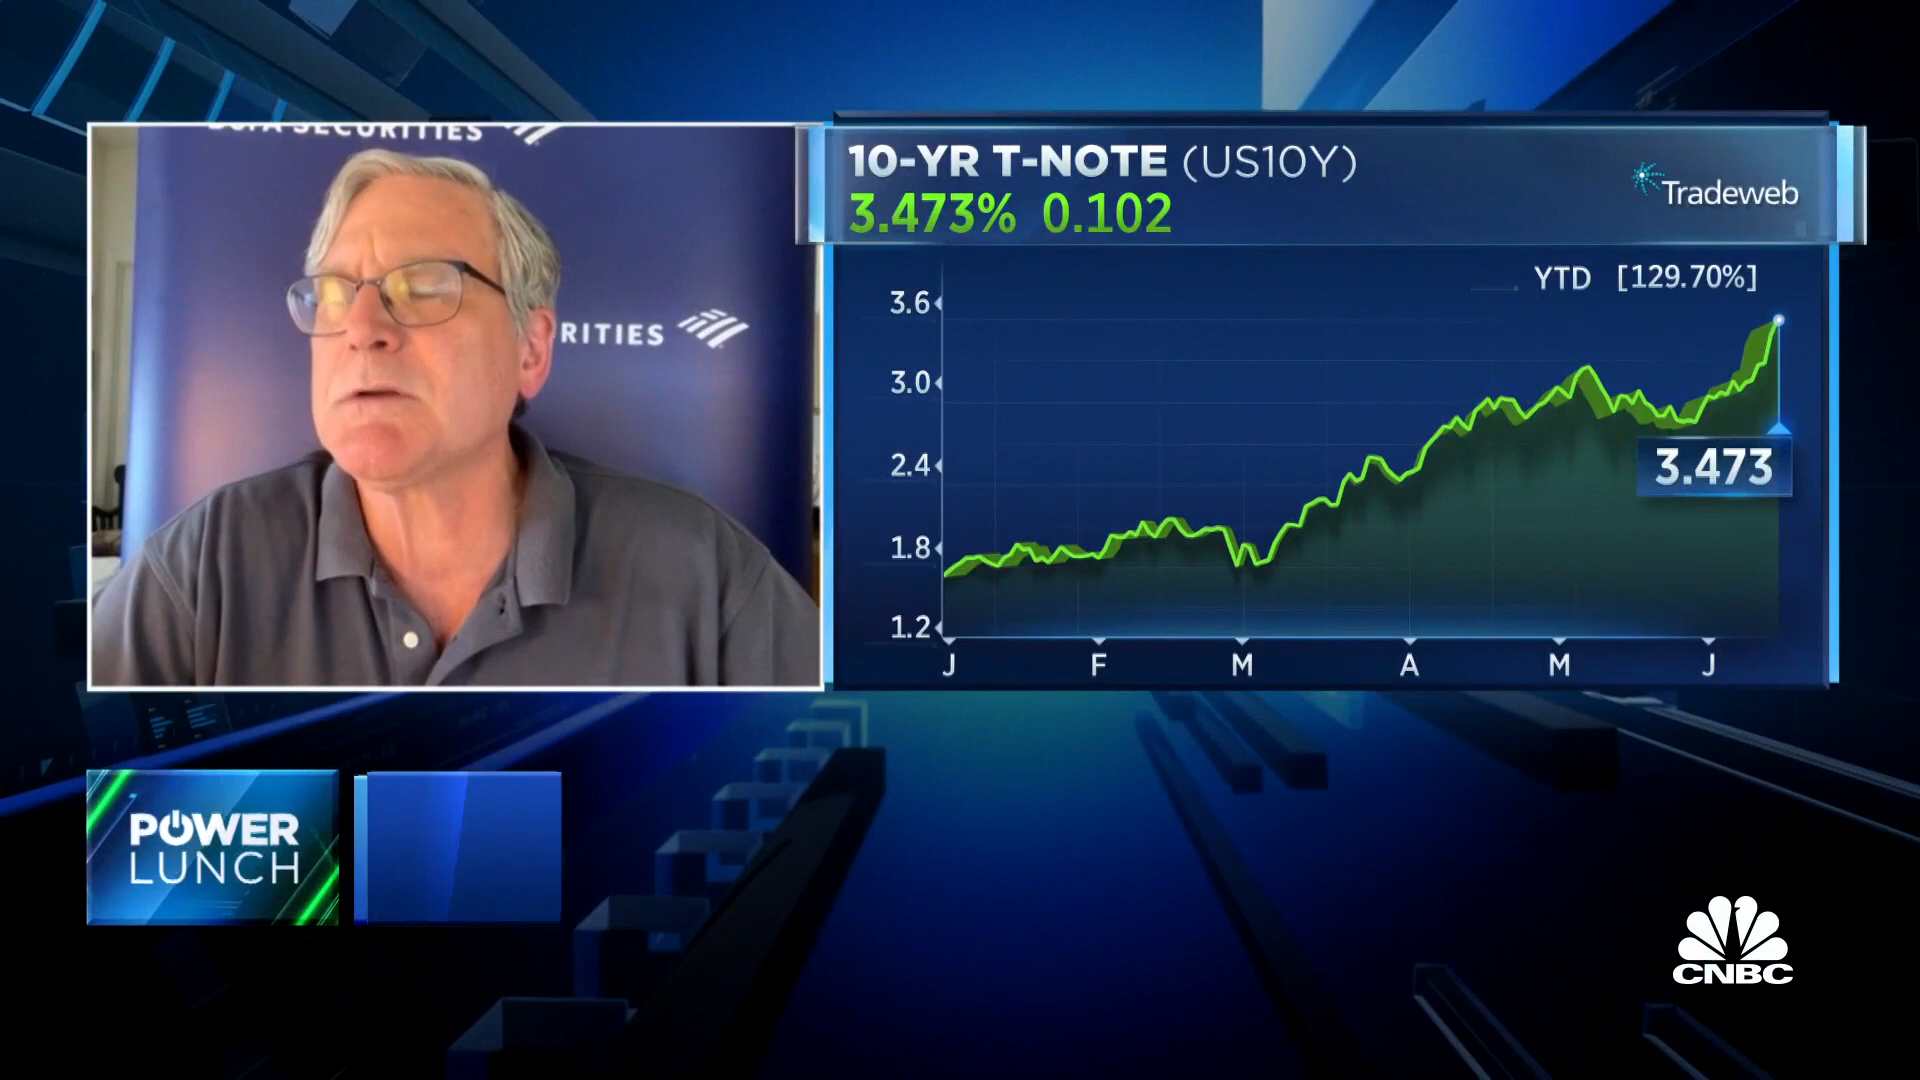 SECURITIES
RITIES
10-YR T-NOTE (US10Y)
3.473% 0.102
Tradeweb
YTD [129.70%]
3.6
3.0
2.4
1.8
1.2
3.473
J F M A M J
POWER
LUNCH
CNBC